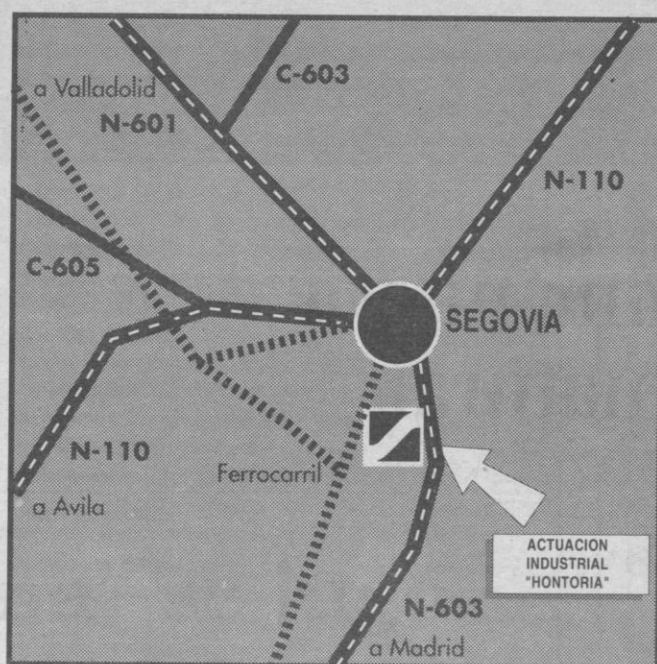 a Valladolid
C-603
N-601
N-110
C-605
SEGOVIA
N-110
Ferrocarril
a Avila
ACTUACION
INDUSTRIAL
"HONTORIA"
N-603
a Madrid